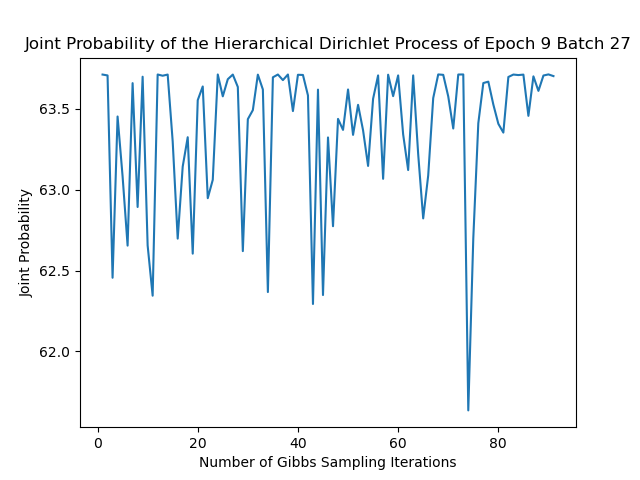 Joint Probability of the Hierarchical Dirichlet Process of Epoch 9 Batch 27
63.5
63.0
62.5
62.0
Joint Probability
0 20 40 60 80
Number of Gibbs Sampling Iterations